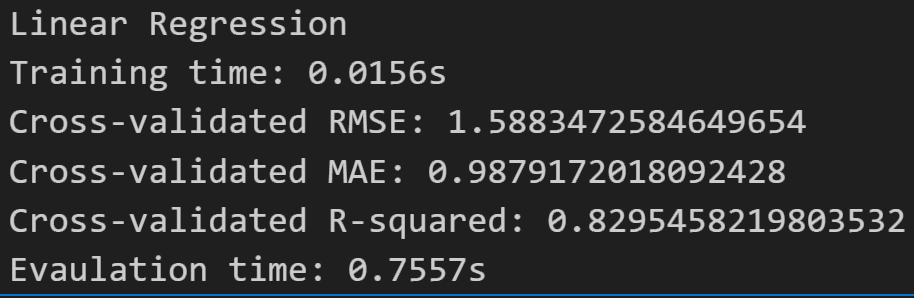 Linear Regression
Training time: 0.0156s
Cross-validated RMSE: 1.5883472584649654
Cross-validated MAE: 0.9879172018092428
Cross-validated R-squared: 0.8295458219803532
Evaulation time: 0.7557s